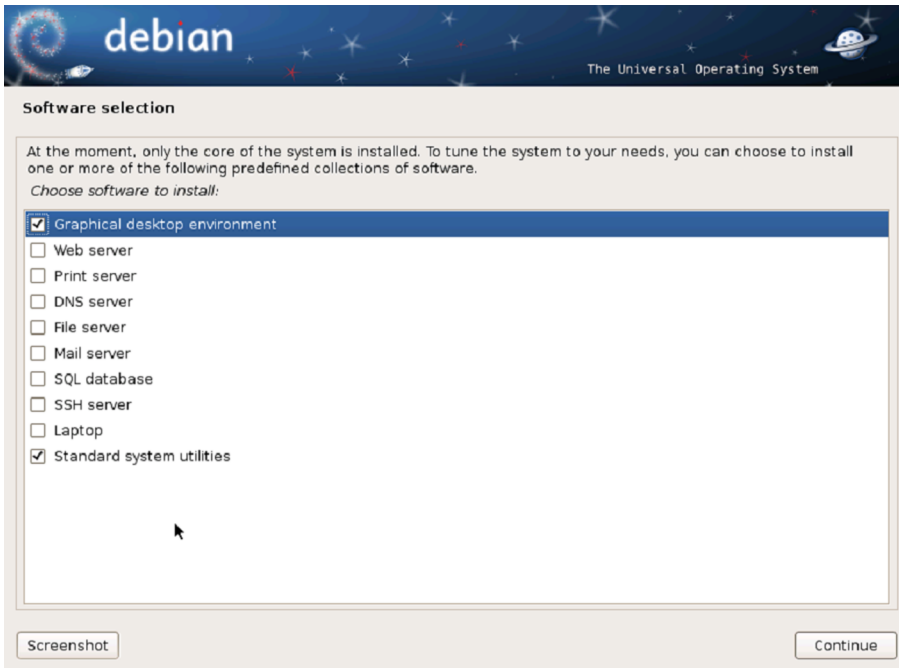 debian
The Universal Operating System
Software selection
At the moment, only the core of the system is installed. To tune the system to your needs, you can choose to install
one or more of the following predefined collections of software.
Choose software to install:
Graphical desktop environment
Web server
Print server
DNS server
File server
Mail server
SQL database
SSH server
Laptop
Standard system utilities
Screenshot
Continue